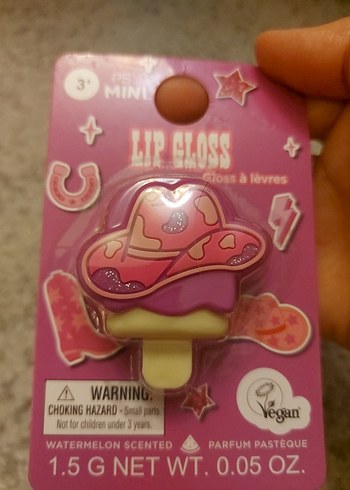 3+
MINI
LIP GLOSS
Gloss à lèvres
WARNING:
CHOKING HAZARD - Small parts.
Not for children under 3 years.
Vegan
WATERMELON SCENTED PARFUM PASTÈQUE
1.5 G NET WT. 0.05 OZ.